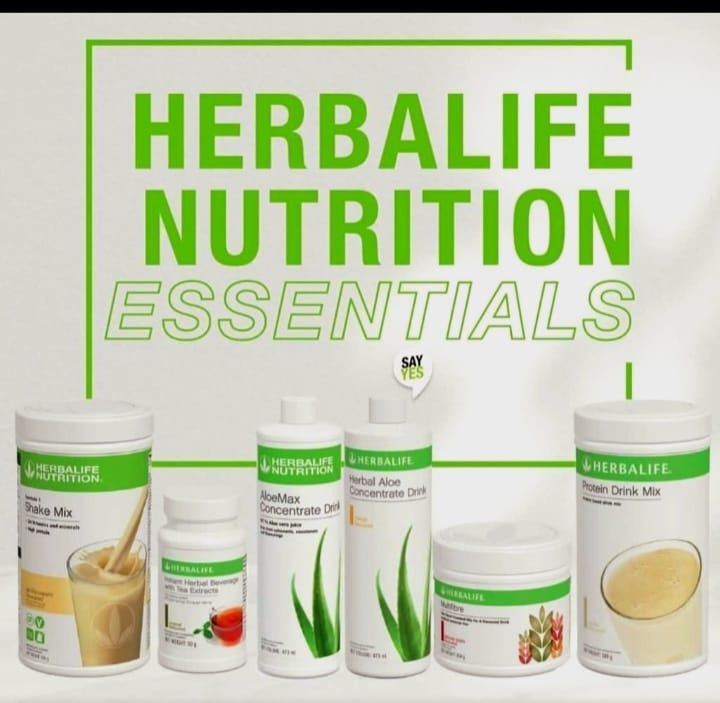 HERBALIFE
NUTRITION
ESSENTIALS
SAY
YES
HERBALIFE
NUTRITION
Shake Mix
HERBALIFE
Instant Herbal Beverage
with Tea Extracts
HERBALIFE
NUTRITION
AloeMax
Concentrate Drink
HERBALIFE
Herbal Aloe
Concentrate Drink
HERBALIFE
Multifibre
HERBALIFE
Protein Drink Mix